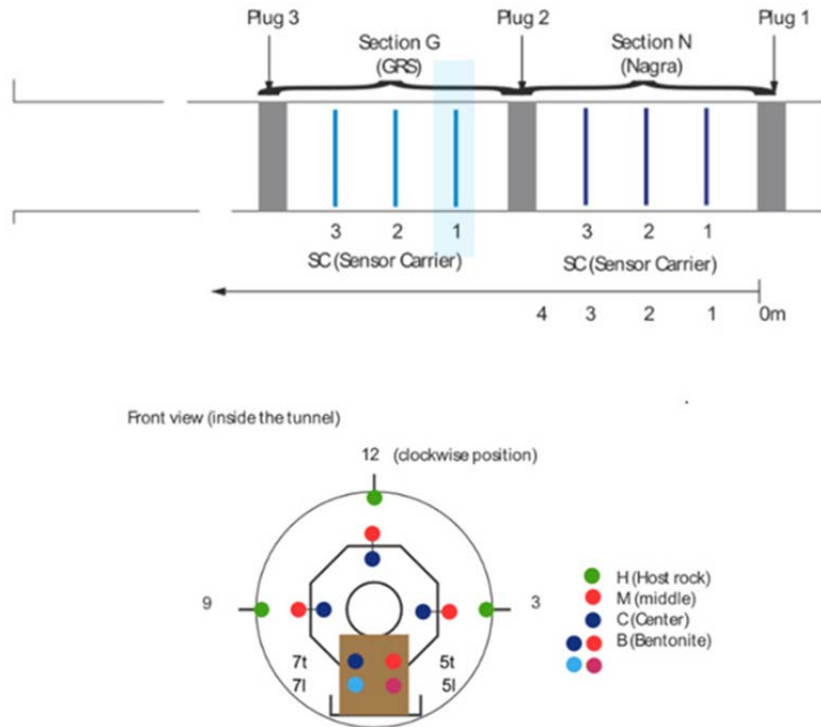 Plug 3 Plug 2 Plug 1
Section G Section N
(GRS) (Nagra)
3 2 1 3 2 1
SC (Sensor Carrier) SC (Sensor Carrier)
4 3 2 1 0m
Front view (inside the tunnel)
12 (clockwise position)
9 3
H (Host rock)
M (middle)
C (Center)
B (Bentonite)
7t 5t
7l 5l